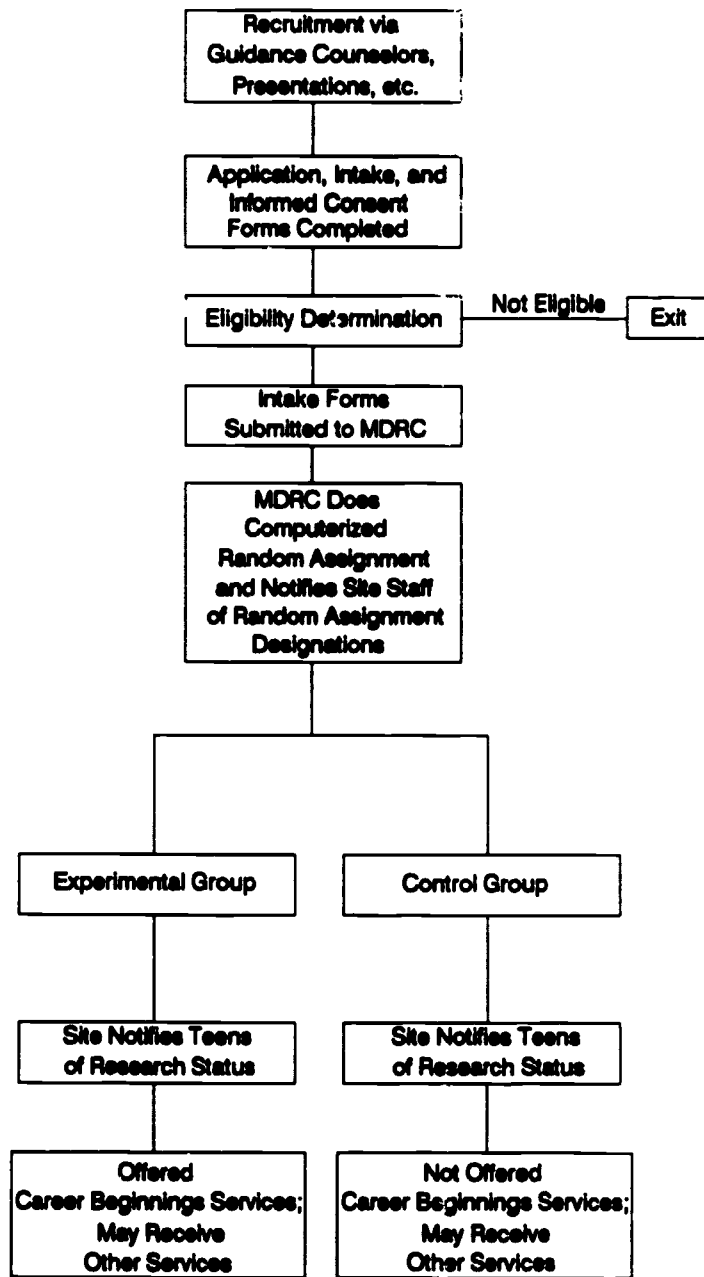 Recruitment via
Guidance Counselors,
Presentations, etc.
Application, Intake, and
Informed Consent
Forms Completed
Eligibility Determination
Not Eligible
Exit
Intake Forms
Submitted to MDRC
MDRC Does
Computerized
Random Assignment
and Notifies Site Staff
of Random Assignment
Designations
Experimental Group
Control Group
Site Notifies Teens
of Research Status
Site Notifies Teens
of Research Status
Offered
Career Beginnings Services;
May Receive
Other Services
Not Offered
Career Beginnings Services;
May Receive
Other Services